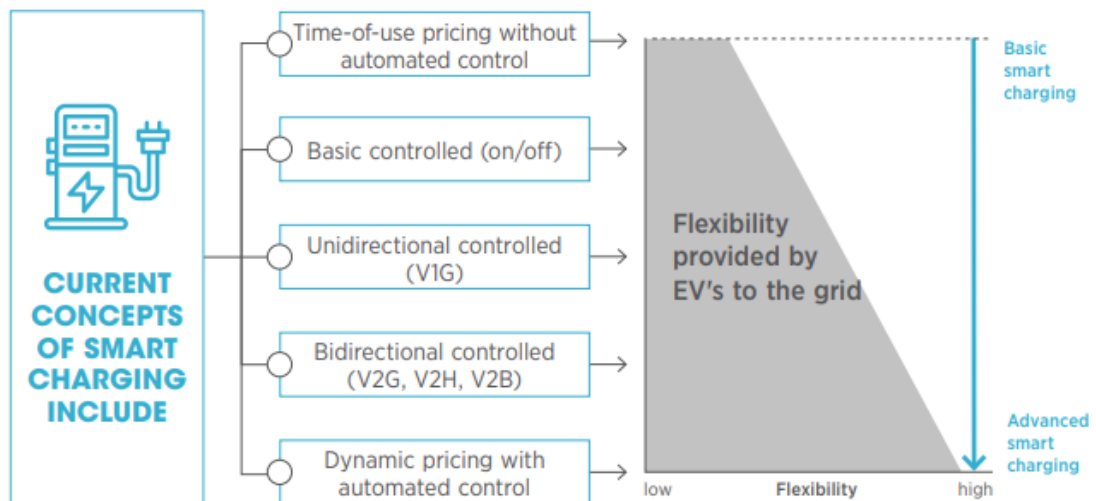 CURRENT
CONCEPTS
OF SMART
CHARGING
INCLUDE
Time-of-use pricing without
automated control
Basic controlled (on/off)
Unidirectional controlled
(V1G)
Bidirectional controlled
(V2G, V2H, V2B)
Dynamic pricing with
automated control
Flexibility
provided by
EV's to the grid
Basic
smart
charging
Advanced
smart
charging
low
Flexibility
high